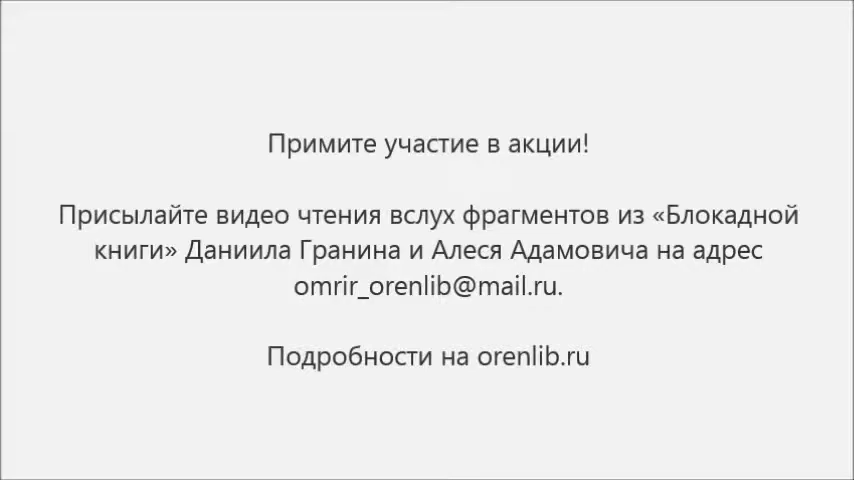 Примите участие в акции!
Присылайте видео чтения вслух фрагментов из «Блокадной
книги» Даниила Гранина и Алеся Адамовича на адрес
omrir_orenlib@mail.ru.
Подробности на orenlib.ru